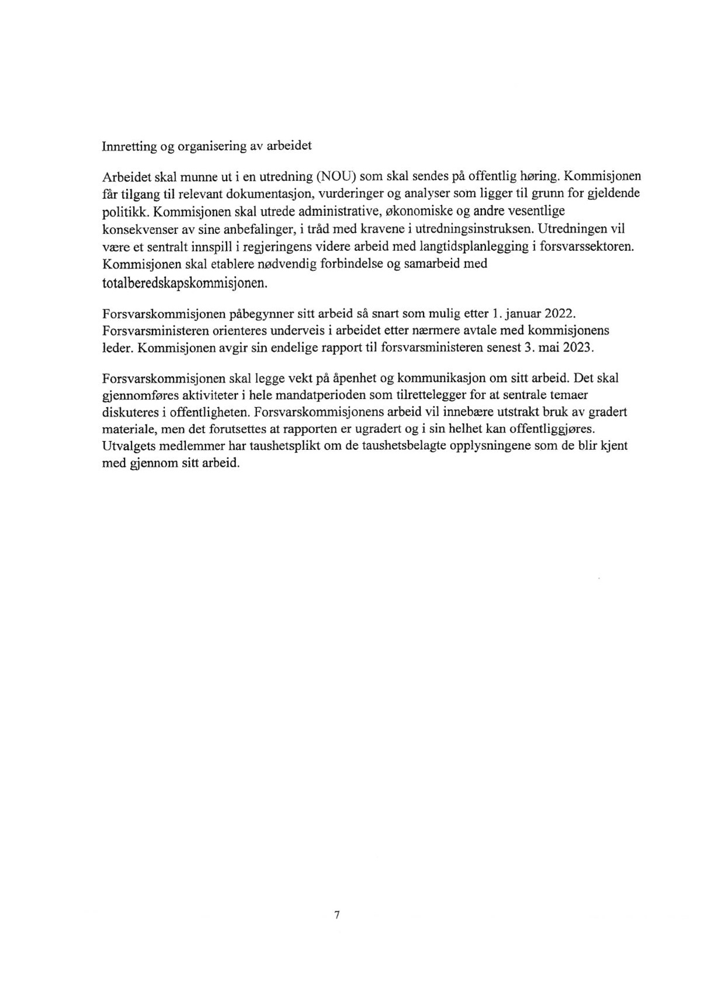 Innretting og organisering av arbeidet
Arbeidet skal munne ut i en utredning (NOU) som skal sendes på offentlig høring. Kommisjonen
får tilgang til relevant dokumentasjon, vurderinger og analyser som ligger til grunn for gjeldende
politikk. Kommisjonen skal utrede administrative, økonomiske og andre vesentlige
konsekvenser av sine anbefalinger, i tråd med kravene i utredningsinstruksen. Utredningen vil
være et sentralt innspill i regjeringens videre arbeid med langtidsplanlegging i forsvarssektoren.
Kommisjonen skal etablere nødvendig forbindelse og samarbeid med
totalberedskapskommisjonen.
Forsvarskommisjonen påbegynner sitt arbeid så snart som mulig etter 1. januar 2022.
Forsvarsministeren orienteres underveis i arbeidet etter nærmere avtale med kommisjonens
leder. Kommisjonen avgir sin endelige rapport til forsvarsministeren senest 3. mai 2023.
Forsvarskommisjonen skal legge vekt på åpenhet og kommunikasjon om sitt arbeid. Det skal
gjennomføres aktiviteter i hele mandatperioden som tilrettelegger for at sentrale temaer
diskuteres i offentligheten. Forsvarskommisjonens arbeid vil innebære utstrakt bruk av gradert
materiale, men det forutsettes at rapporten er ugradert og i sin helhet kan offentliggjøres.
Utvalgets medlemmer har taushetsplikt om de taushetsbelagte opplysningene som de blir kjent
med gjennom sitt arbeid.
7